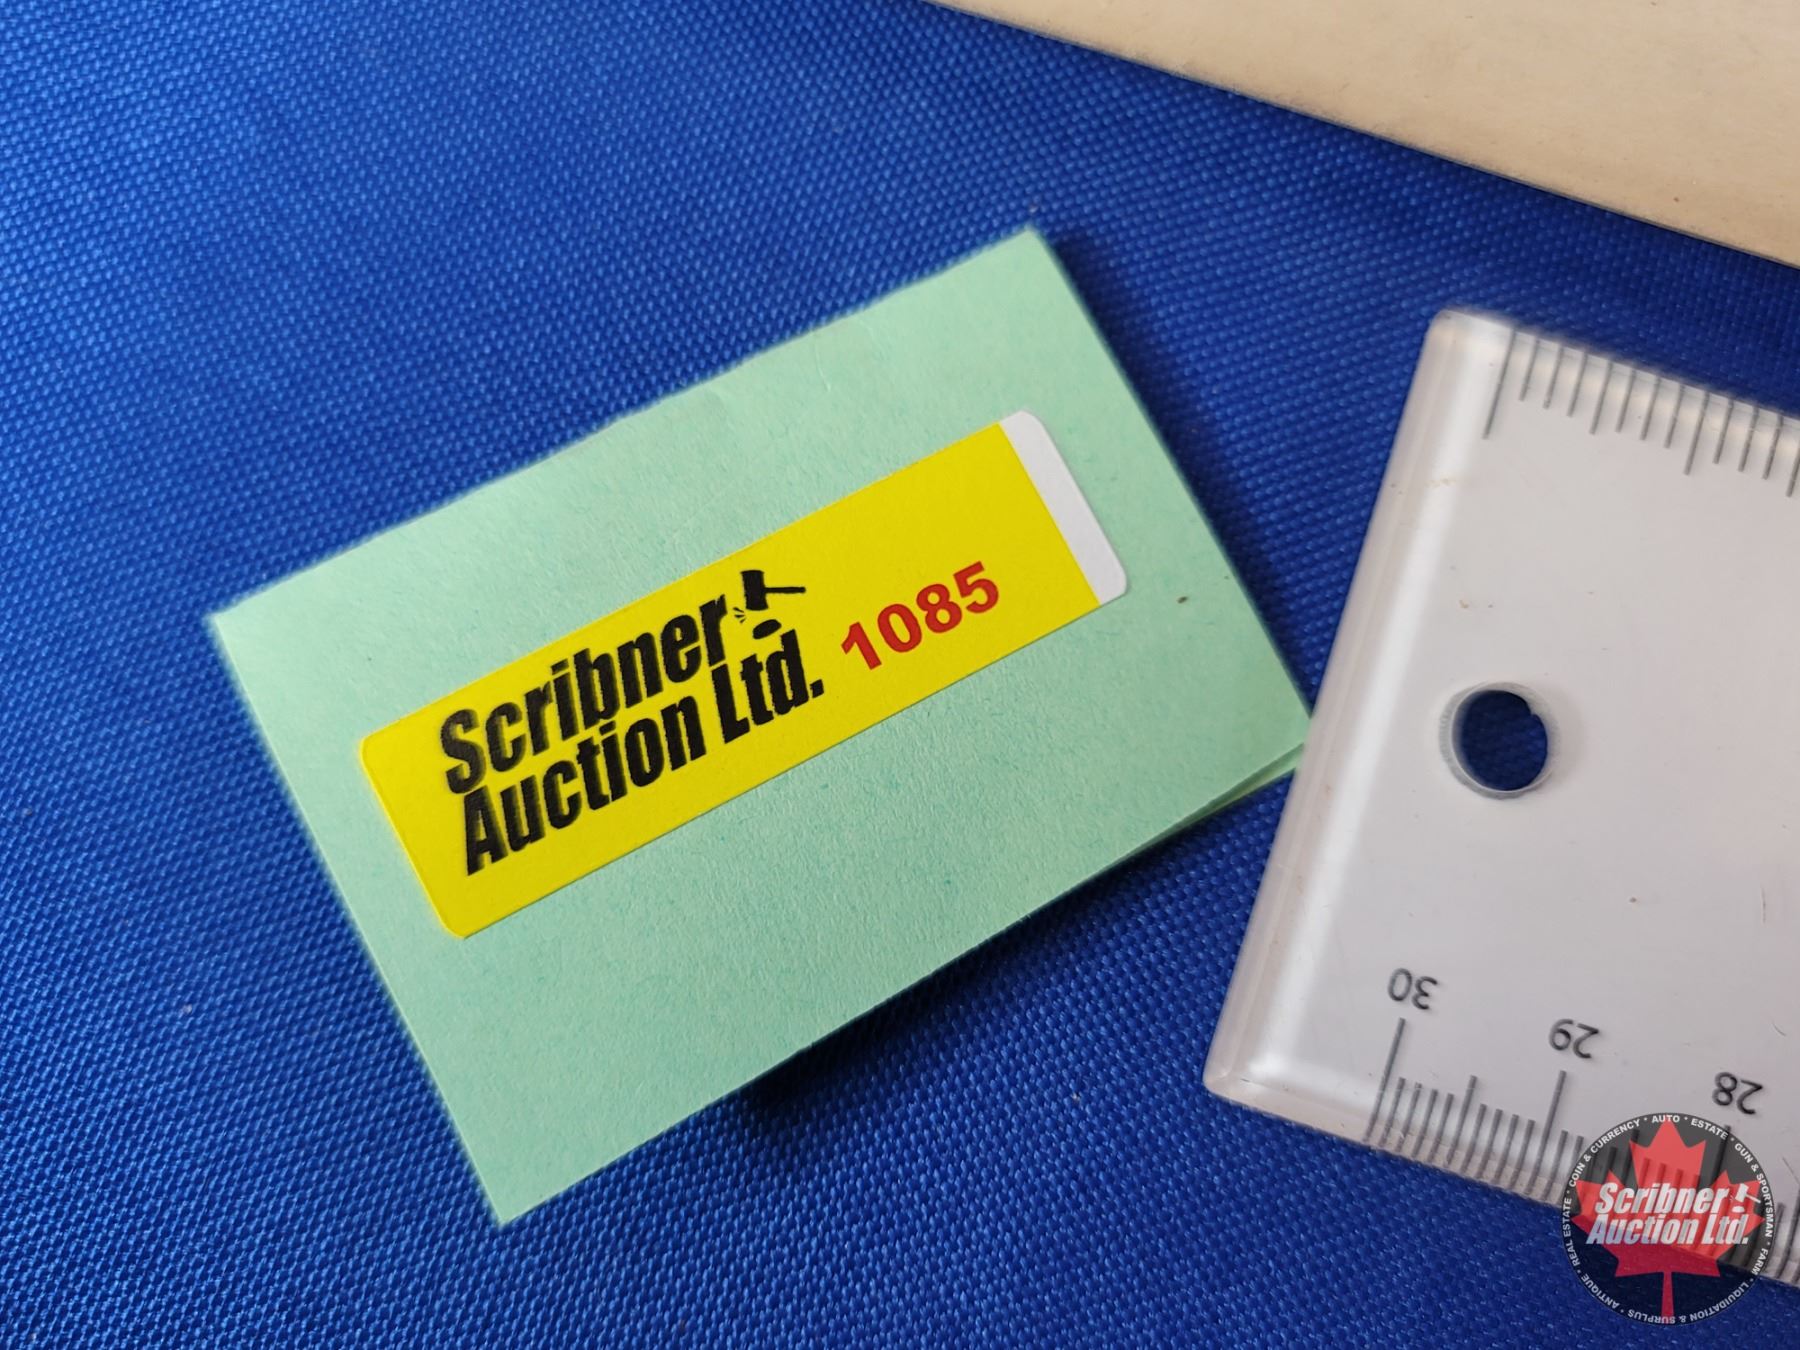 Scribner
Auction Ltd.
1085
30
29
28
COIN & CURRENCY * AUTO * ESTATE * GUN & SPORTSMAN * FARM * LIQUIDATION & SURPLUS * ANTIQUE * REAL ESTATE *
Scribner
Auction Ltd.